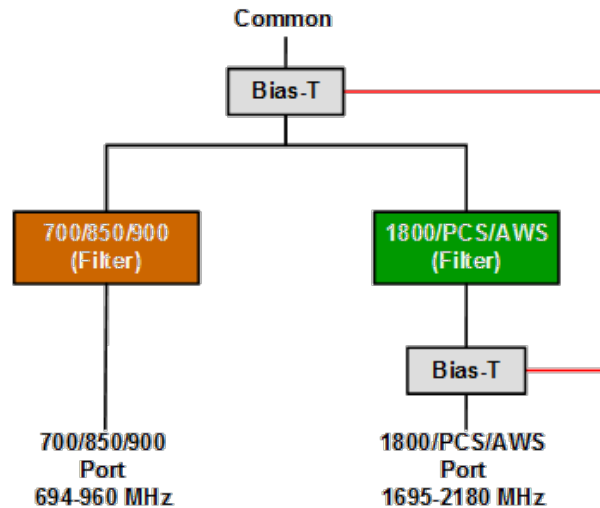 Common
Bias-T
700/850/900
(Filter)
1800/PCS/AWS
(Filter)
Bias-T
700/850/900
Port
694-960 MHz
1800/PCS/AWS
Port
1695-2180 MHz